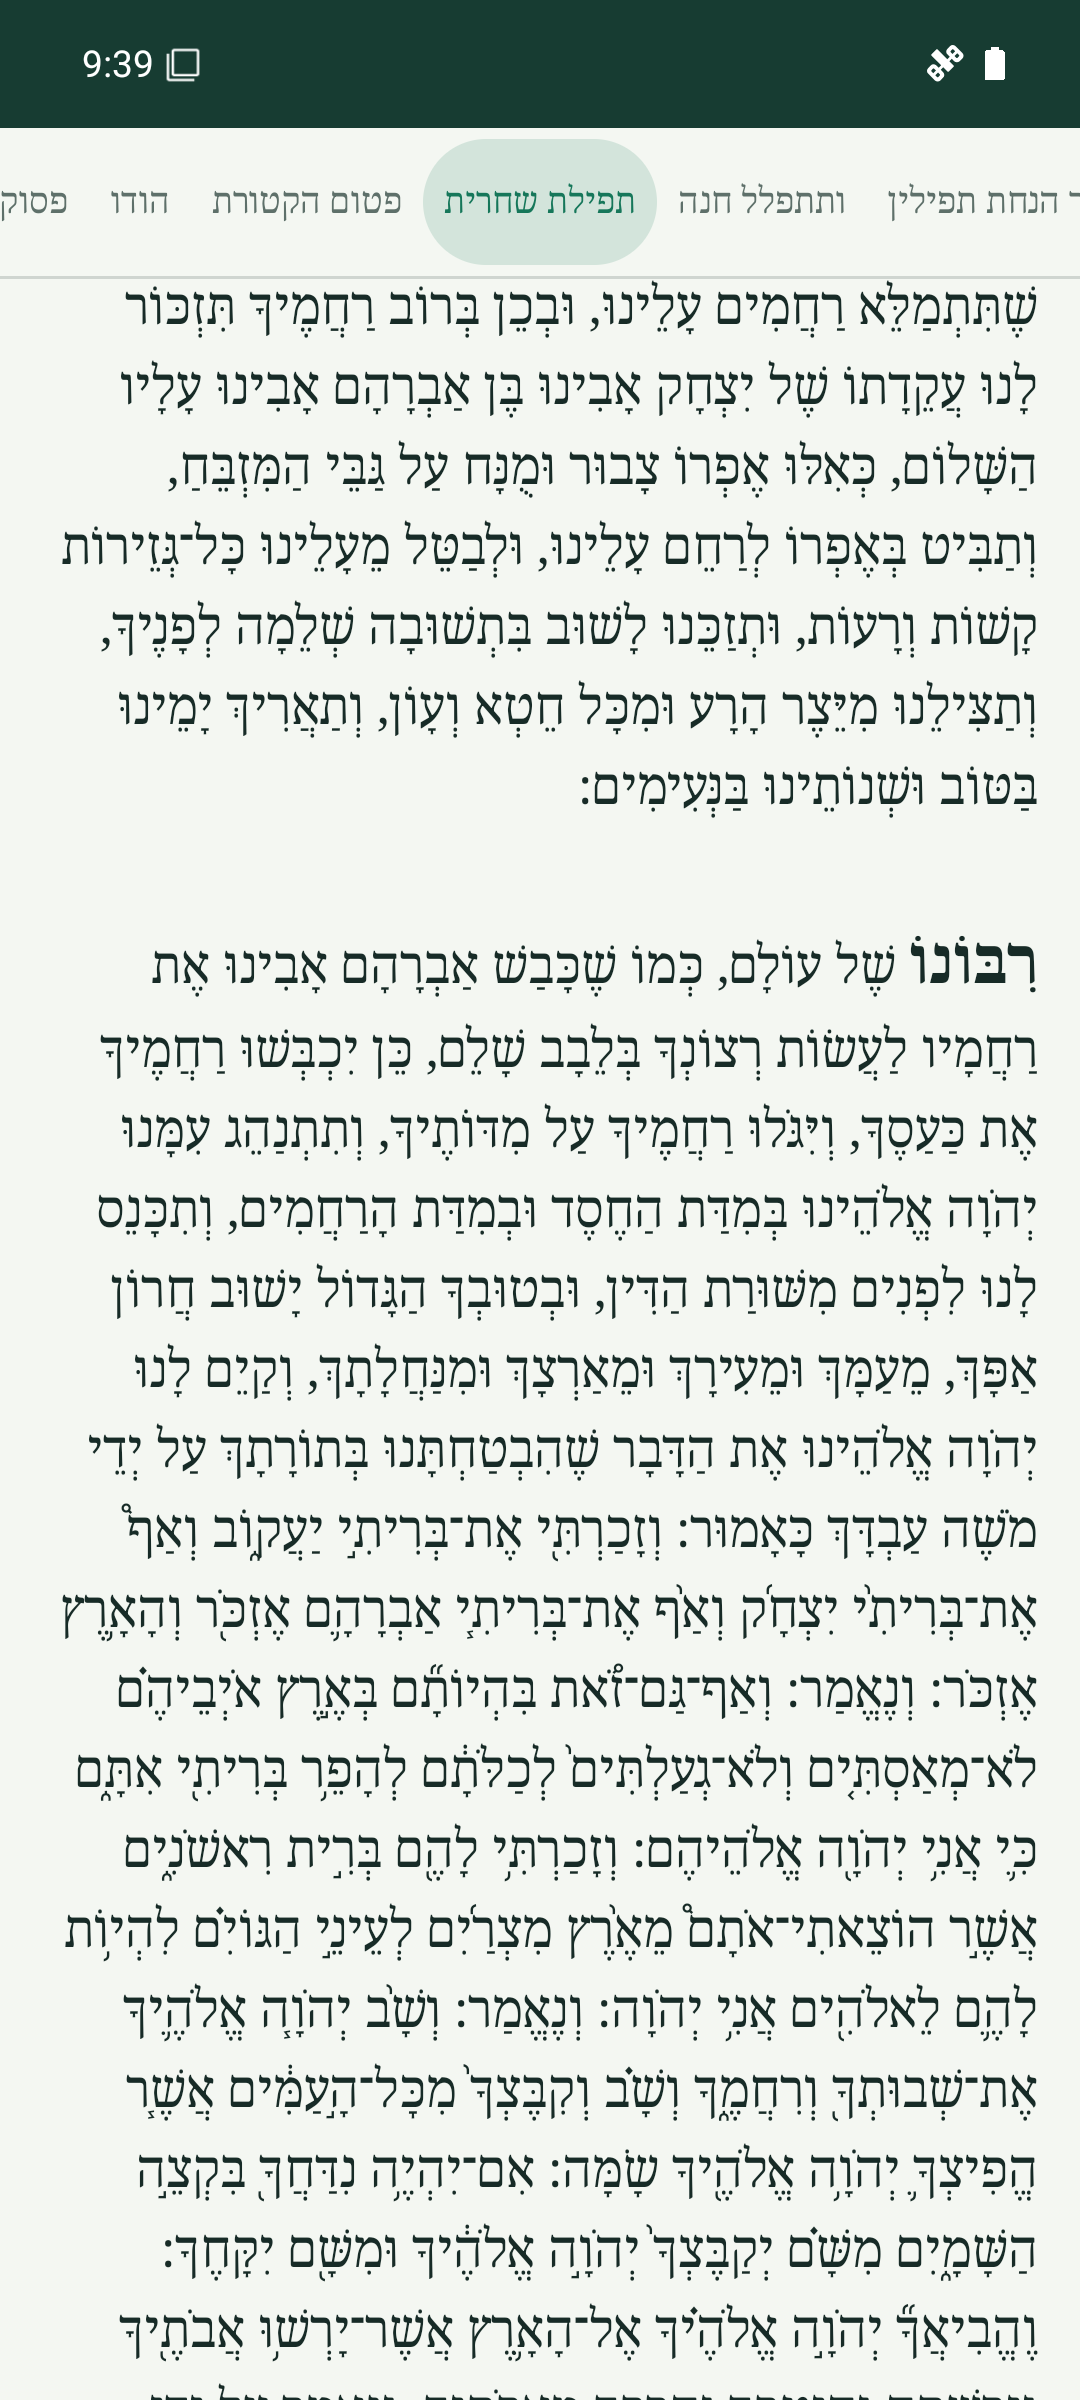 9:39
הנחת תפילין ותתפלל חנה תפילת שחרית פטום הקטורת הודו פסוק
שֶׁתִּתְמַלֵּא רַחֲמִים עָלֵינוּ, וּבְכֵן בְּרוֹב רַחֲמֶיךָ תִּזְכּוֹר
לָנוּ עֲקֵדָתוֹ שֶׁל יִצְחָק אָבִינוּ בֶּן אַבְרָהָם אָבִינוּ עָלָיו
הַשָּׁלוֹם, כְּאִלּוּ אֶפְרוֹ צָבוּר וּמֻנָּח עַל גַּבֵּי הַמִּזְבֵּחַ,
וְתַבִּיט בְּאֶפְרוֹ לְרַחֵם עָלֵינוּ, וּלְבַטֵּל מֵעָלֵינוּ כָּל־גְּזֵירוֹת
קָשׁוֹת וְרָעוֹת, וּתְזַכֵּנוּ לָשׁוּב בִּתְשׁוּבָה שְׁלֵמָה לְפָנֶיךָ,
וְתַצִּילֵנוּ מִיֵּצֶר הָרָע וּמִכָּל חֵטְא וְעָוֹן, וְתַאֲרִיךְ יָמֵינוּ
בַּטּוֹב וּשְׁנוֹתֵינוּ בַּנְּעִימִים:
רִבּוֹנוֹ שֶׁל עוֹלָם, כְּמוֹ שֶׁכָּבַשׁ אַבְרָהָם אָבִינוּ אֶת
רַחֲמָיו לַעֲשׂוֹת רְצוֹנְךָ בְּלֵבָב שָׁלֵם, כֵּן יִכְבְּשׁוּ רַחֲמֶיךָ
אֶת כַּעַסֶךָ, וְיִגֹּלּוּ רַחֲמֶיךָ עַל מִדּוֹתֶיךָ, וְתִתְנַהֵג עִמָּנוּ
יְהֹוָה אֱלֹהֵינוּ בְּמִדַּת הַחֶסֶד וּבְמִדַּת הָרַחֲמִים, וְתִכָּנֵס
לָנוּ לִפְנִים מִשּׁוּרַת הַדִּין, וּבְטוּבְךָ הַגָּדוֹל יָשׁוּב חֲרוֹן
אַפָּךְ, מֵעַמָּךְ וּמֵעִירָךְ וּמֵאַרְצָךְ וּמִנַּחֲלָתָךְ, וְקַיֵּם לָנוּ
יְהֹוָה אֱלֹהֵינוּ אֶת הַדָּבָר שֶׁהִבְטַחְתָּנוּ בְּתוֹרָתָךְ עַל יְדֵי
מֹשֶׁה עַבְדָּךְ כָּאָמוּר: וְזָכַרְתִּ֖י אֶת־בְּרִיתִ֣י יַעֲק֑וֹב וְאַף֩
אֶת־בְּרִיתִ֨י יִצְחָ֜ק וְאַ֨ף אֶת־בְּרִיתִ֧י אַבְרָהָ֛ם אֶזְכֹּ֖ר וְהָאָ֥רֶץ
אֶזְכֹּר: וְנֶאֱמַר: וְאַף־גַּם־זֹ֠את בִּהְיוֹתָ֞ם בְּאֶ֣רֶץ אֹיְבֵיהֶ֗ם
לֹא־מְאַסְתִּ֤ים וְלֹא־גְעַלְתִּים֙ לְכַלֹּתָ֔ם לְהָפֵ֥ר בְּרִיתִ֖י אִתָּ֑ם
כִּ֛י אֲנִ֥י יְהֹוָ֖ה אֱלֹהֵיהֶם: וְזָכַרְתִּ֥י לָהֶ֖ם בְּרִ֣ית רִאשֹׁנִ֑ים
אֲשֶׁ֣ר הוֹצֵאתִי־אֹתָם֩ מֵאֶ֨רֶץ מִצְרַ֜יִם לְעֵינֵ֣י הַגּוֹיִ֗ם לִהְי֥וֹת
לָהֶ֛ם לֵאלֹהִ֖ים אֲנִ֥י יְהֹוָה: וְנֶאֱמַר: וְשָׁ֨ב יְהֹוָ֧ה אֱלֹהֶ֛יךָ
אֶת־שְׁבוּתְךָ֖ וְרִחֲמֶ֑ךָ וְשָׁ֗ב וְקִבֶּצְךָ֙ מִכָּל־הָ֣עַמִּ֔ים אֲשֶׁ֧ר
הֱפִיצְךָ֛ יְהֹוָ֥ה אֱלֹהֶ֖יךָ שָׁמָּה: אִם־יִהְיֶ֥ה נִדַּחֲךָ֖ בִּקְצֵ֣ה
הַשָּׁמָ֑יִם מִשָּׁ֗ם יְקַבֶּצְךָ֙ יְהֹוָ֣ה אֱלֹהֶ֔יךָ וּמִשָּׁ֖ם יִקָּחֶךָ:
וֶהֱבִיאֲךָ֞ יְהֹוָ֣ה אֱלֹהֶ֗יךָ אֶל־הָאָ֛רֶץ אֲשֶׁר־יָרְשׁ֥וּ אֲבֹתֶ֖יךָ